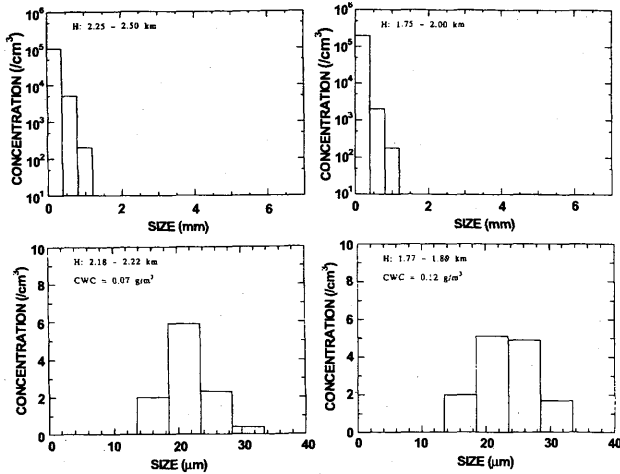 H: 2.25 - 2.50 km
CONCENTRATION (/cm³)
10⁶
10⁵
10⁴
10³
10²
10¹
0 2 4 6
SIZE (mm)
H: 1.75 - 2.00 km
CONCENTRATION (/cm³)
10⁶
10⁵
10⁴
10³
10²
10¹
0 2 4 6
SIZE (mm)
H: 2.18 - 2.22 km
CWC = 0.07 g/m³
CONCENTRATION (/cm³)
10
8
6
4
2
0
0 10 20 30 40
SIZE (μm)
H: 1.77 - 1.89 km
CWC = 0.12 g/m³
CONCENTRATION (/cm³)
10
8
6
4
2
0
0 10 20 30 40
SIZE (μm)